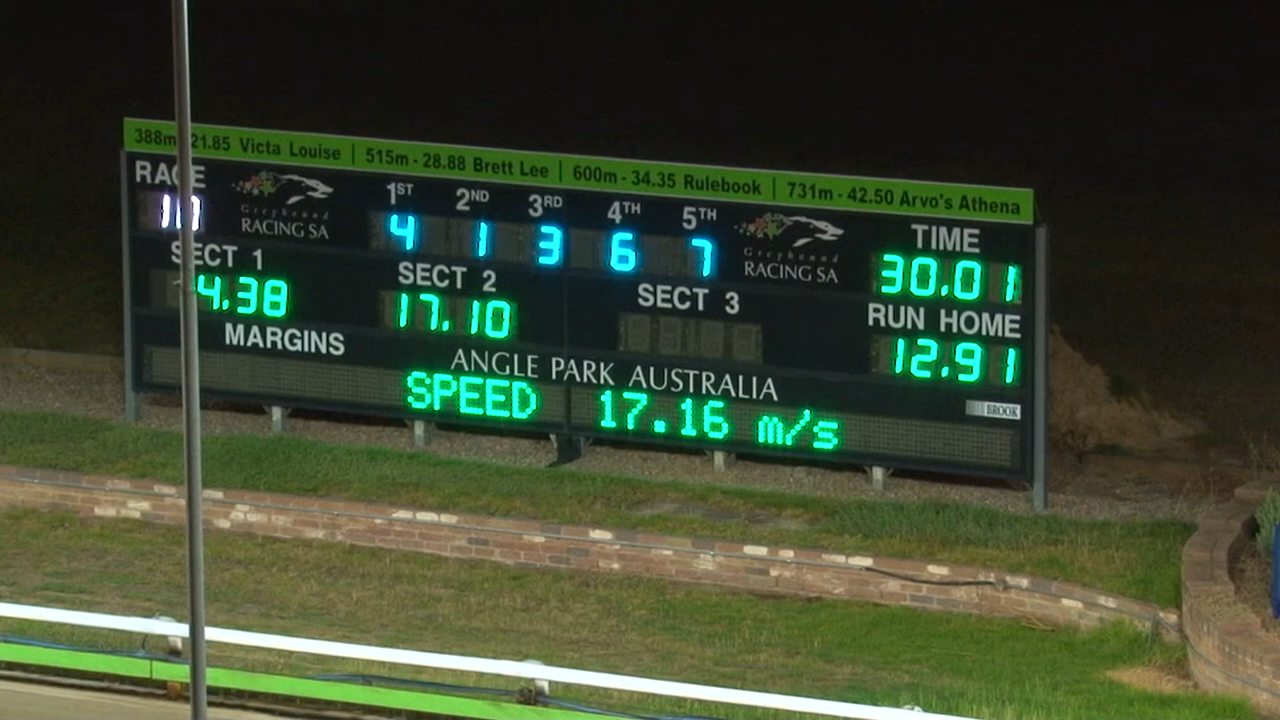 388m - 21.85 Victa Louise | 515m - 28.88 Brett Lee | 600m - 34.35 Rulebook | 731m - 42.50 Arvo's Athena
RACE 10
Greyhound
RACING SA
1ST 2ND 3RD 4TH 5TH
4 1 3 6 7
Greyhound
RACING SA
TIME
30.01
SECT 1
4.38
SECT 2
17.10
SECT 3
RUN HOME
12.91
MARGINS
ANGLE PARK AUSTRALIA
SPEED 17.16 m/s
BROOK